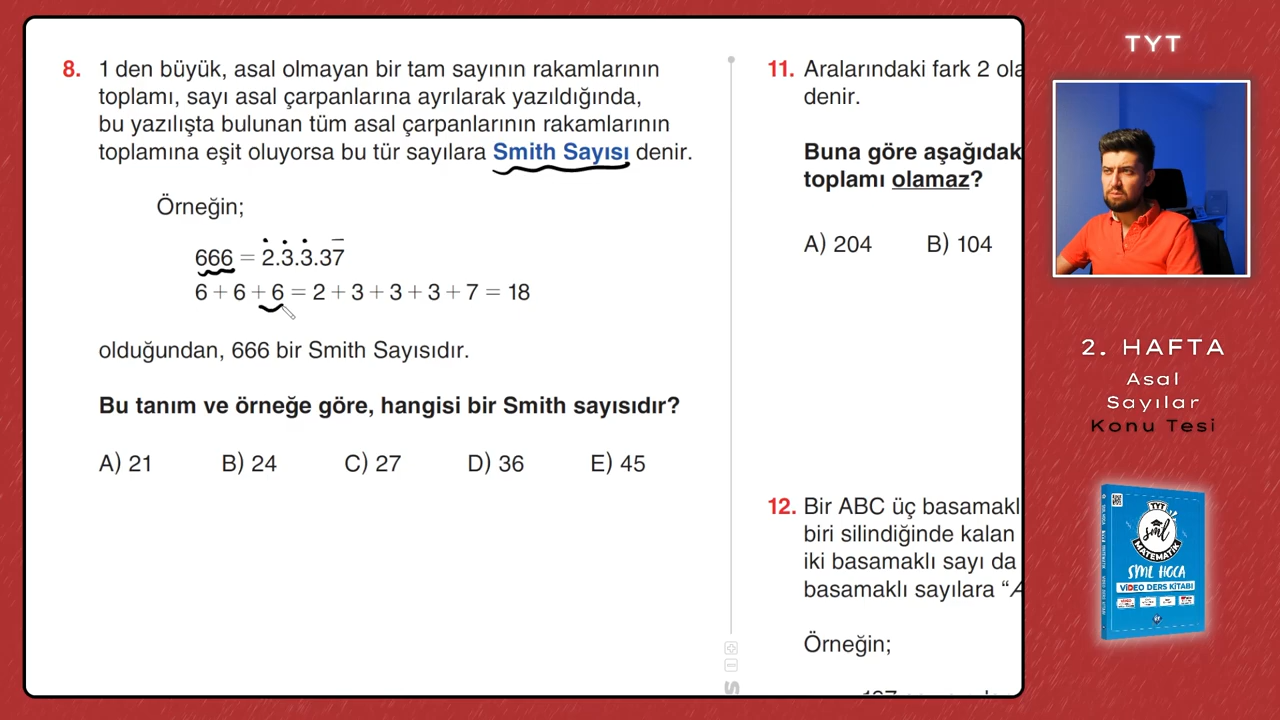 8. 1 den büyük, asal olmayan bir tam sayının rakamlarının
toplamı, sayı asal çarpanlarına ayrılarak yazıldığında,
bu yazılışta bulunan tüm asal çarpanlarının rakamlarının
toplamına eşit oluyorsa bu tür sayılara Smith Sayısı denir.
Örneğin;
666 = 2.3.3.37
6 + 6 + 6 = 2 + 3 + 3 + 3 + 7 = 18
olduğundan, 666 bir Smith Sayısıdır.
Bu tanım ve örneğe göre, hangisi bir Smith sayısıdır?
A) 21 B) 24 C) 27 D) 36 E) 45
11. Aralarındaki fark 2 ola
denir.
Buna göre aşağıdak
toplamı olamaz?
A) 204 B) 104
12. Bir ABC üç basamakl
biri silindiğinde kalan
iki basamaklı sayı da
basamaklı sayılara “A
Örneğin;
TYT
2. HAFTA
Asal
Sayılar
Konu Tesi
TYT
sml
MATEMATİK
SML HOCA
VİDEO DERS KİTABI